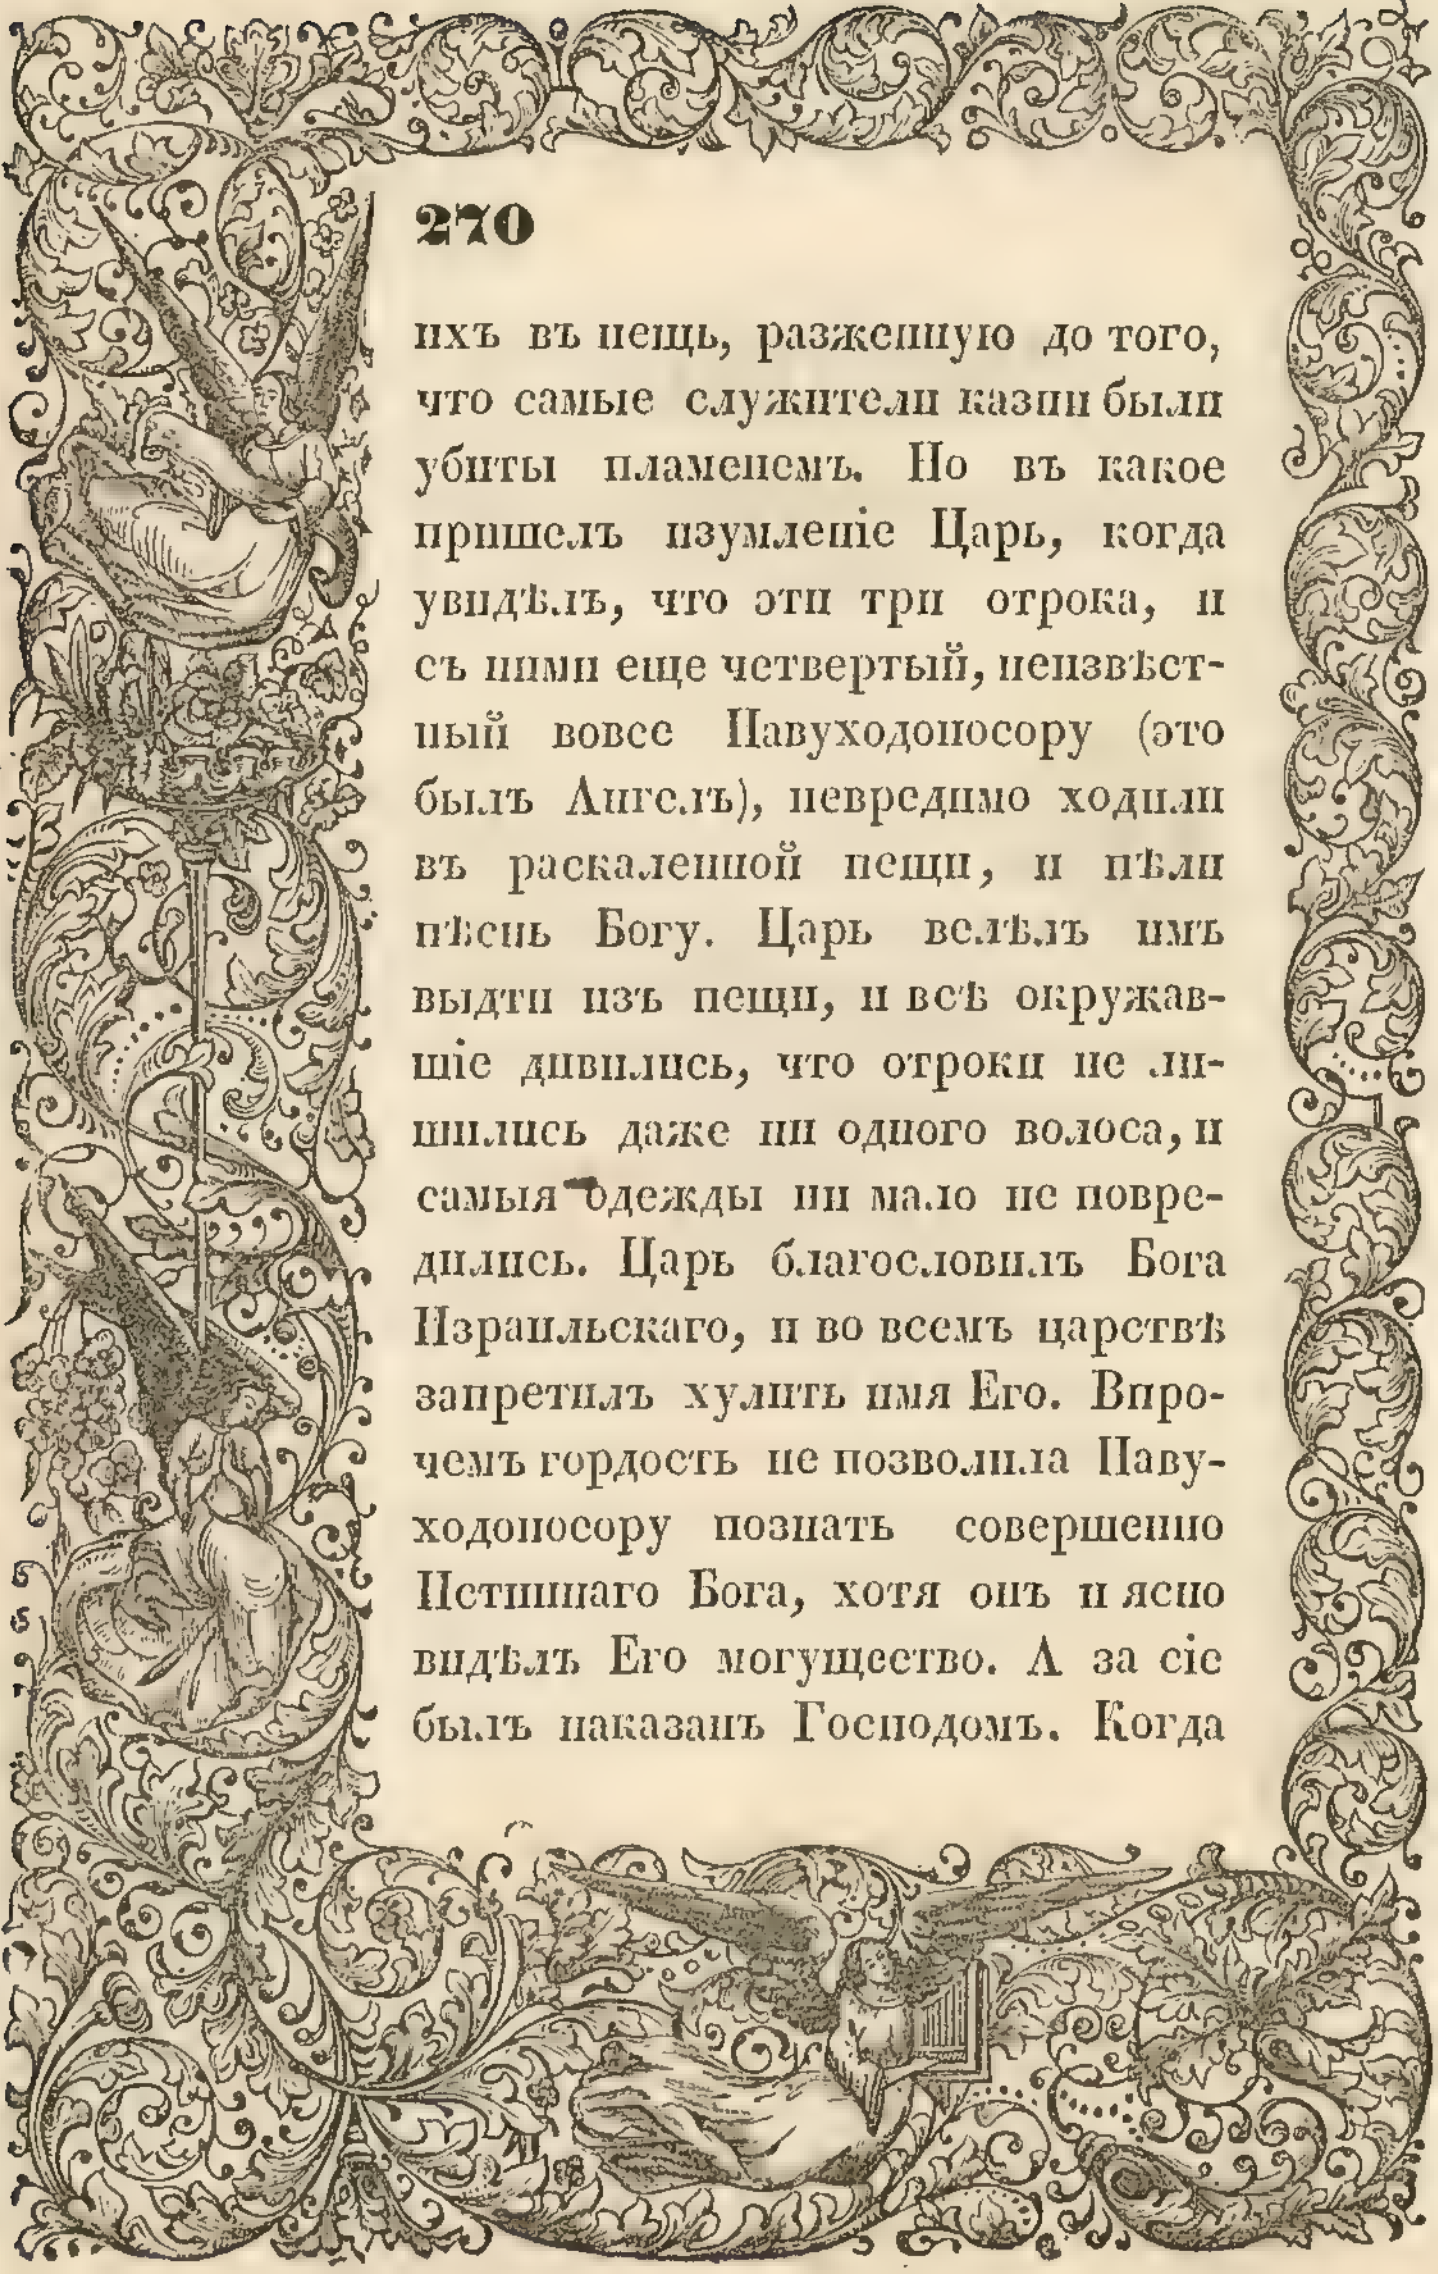 270
ихъ въ пещь, разженную до того,
что самые служители казни были
убиты пламенемъ. Но въ какое
пришелъ изумленіе Царь, когда
увидѣлъ, что эти три отрока, и
съ ними еще четвертый, неизвѣст-
ный вовсе Навуходоносору (это
былъ Ангелъ), невредимо ходили
въ раскаленной пещи, и пѣли
пѣснь Богу. Царь велѣлъ имъ
выдти изъ пещи, и всѣ окружав-
шіе дивились, что отроки не ли-
шились даже ни одного волоса, и
самыя одежды ни мало не повре-
дились. Царь благословилъ Бога
Израильскаго, и во всемъ царствѣ
запретилъ хулить имя Его. Впро-
чемъ гордость не позволила Наву-
ходоносору познать совершенно
Истиннаго Бога, хотя онъ и ясно
видѣлъ Его могущество. А за сіе
былъ наказанъ Господомъ. Когда